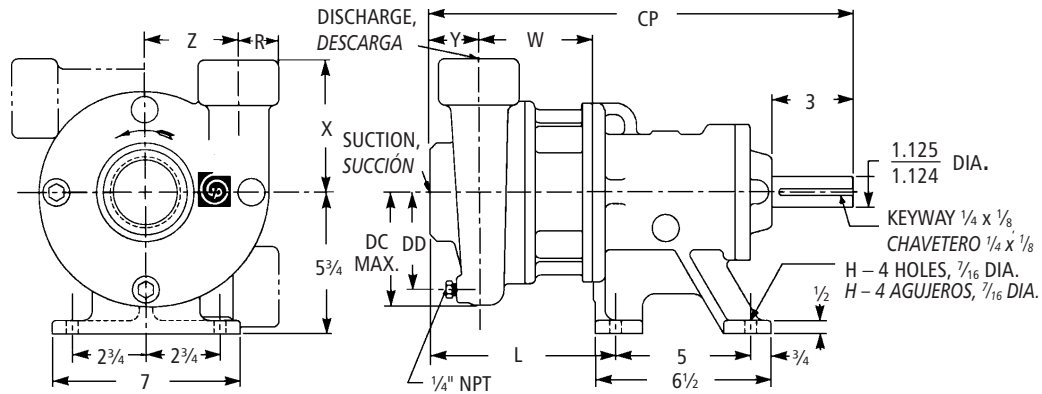 CP
DISCHARGE,
DESCARGA
Z
R
Y
W
X
3
SUCTION,
SUCCIÓN
1.125
1.124
DIA.
KEYWAY ¼ x ⅛,
CHAVETERO ¼ x ⅛
DC
MAX.
DD
5¾
H – 4 HOLES, 7/16 DIA.
H – 4 AGUJEROS, 7/16 DIA.
½
2¾
2¾
7
L
5
¾
6½
¼" NPT